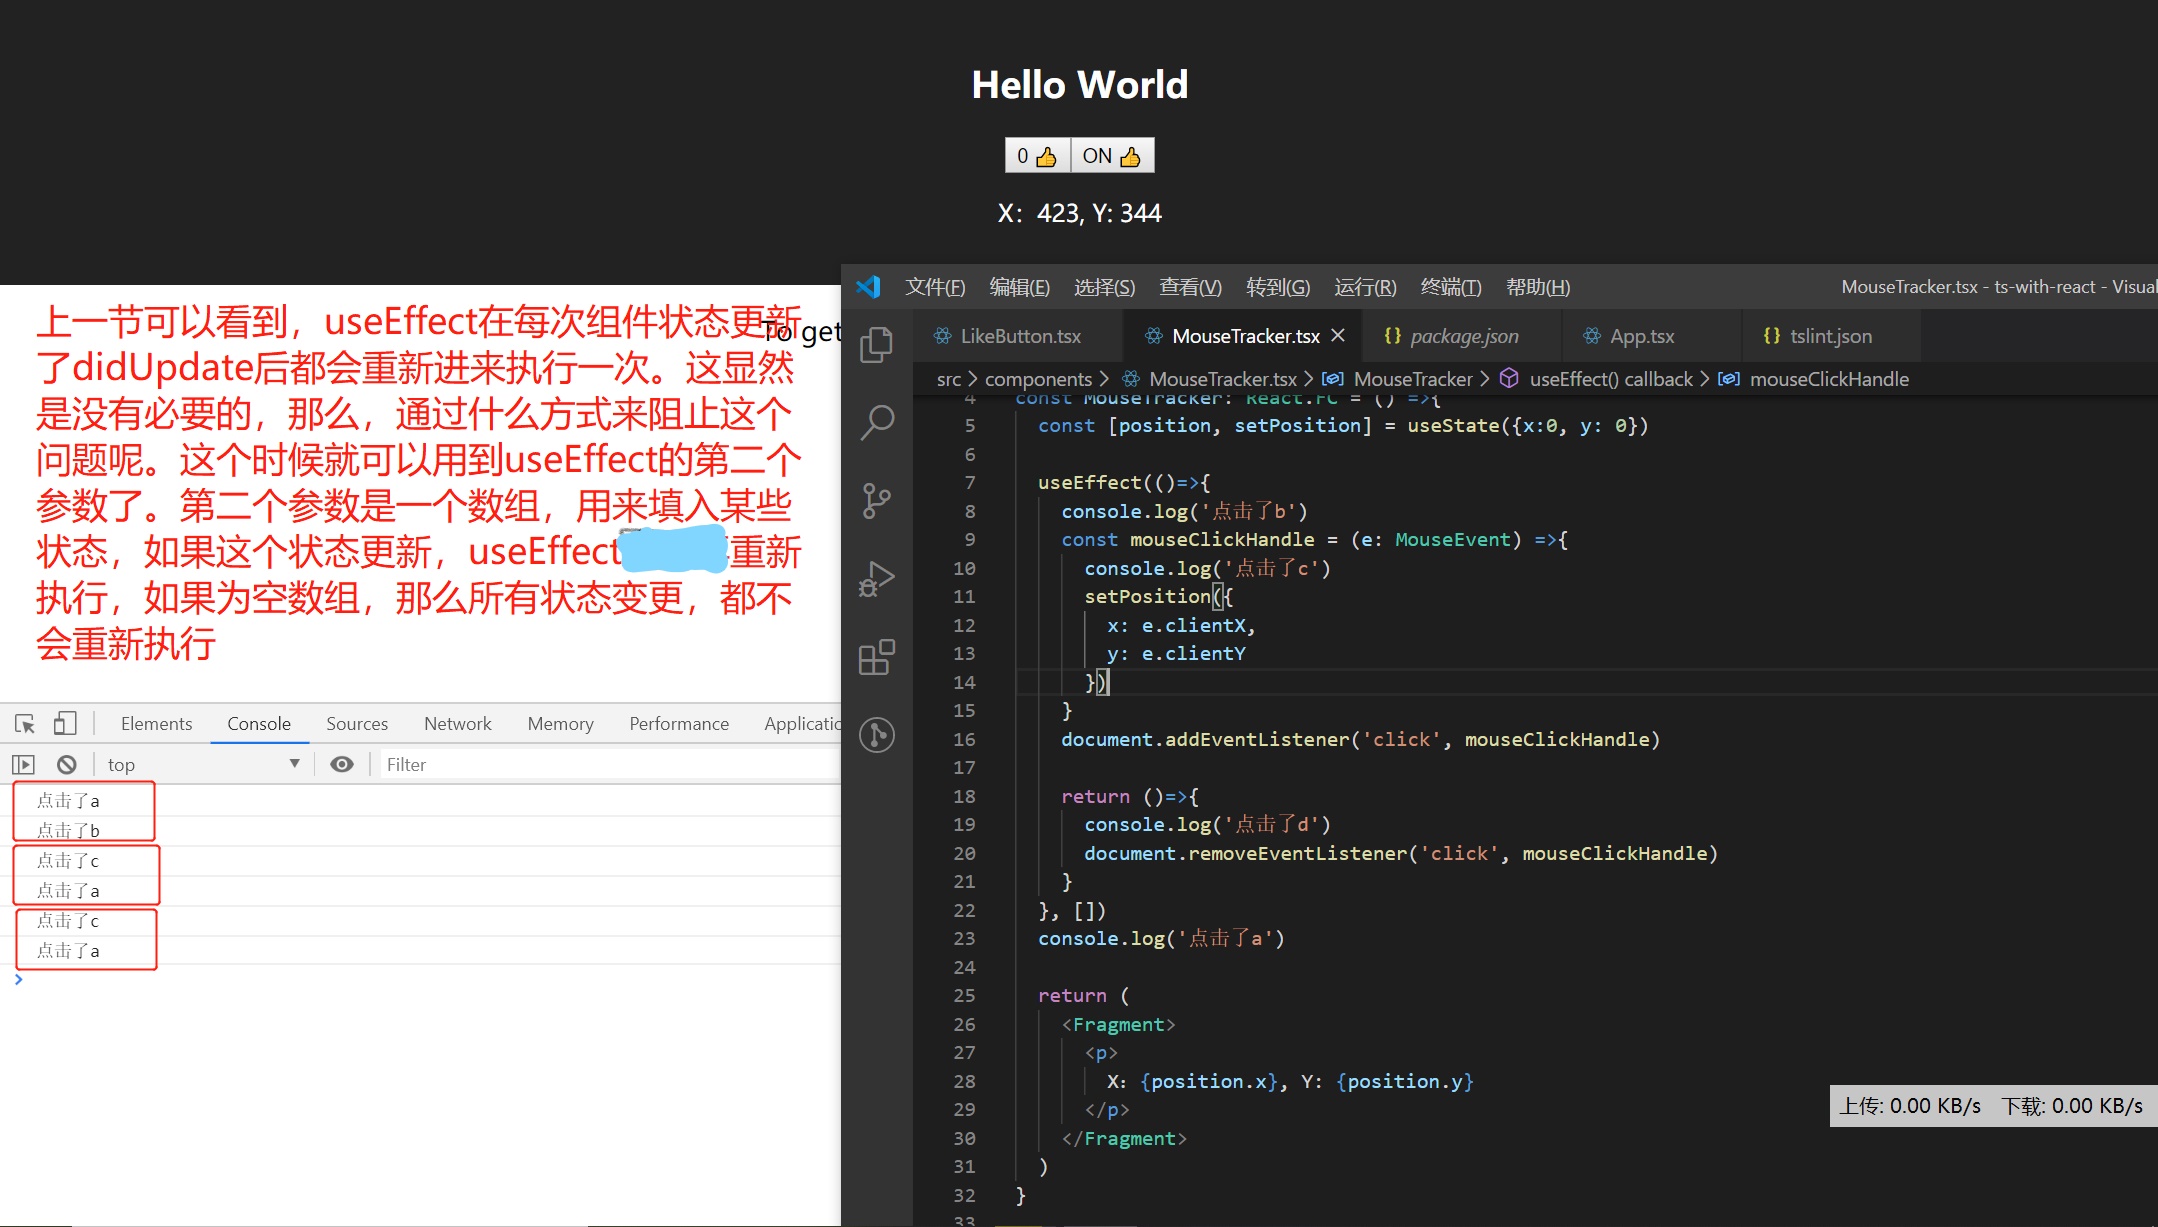 Hello World
0 👍 ON 👍
X: 423, Y: 344
上一节可以看到，useEffect在每次组件状态更新
了didUpdate后都会重新进来执行一次。这显然
是没有必要的，那么，通过什么方式来阻止这个
问题呢。这个时候就可以用到useEffect的第二个
参数了。第二个参数是一个数组，用来填入某些
状态，如果这个状态更新，useEffect重新
执行，如果为空数组，那么所有状态变更，都不
会重新执行
To get
Elements Console Sources Network Memory Performance Applicatio
top Filter
点击了a
点击了b
点击了c
点击了a
点击了c
点击了a
文件(F) 编辑(E) 选择(S) 查看(V) 转到(G) 运行(R) 终端(T) 帮助(H) MouseTracker.tsx - ts-with-react - Visual
LikeButton.tsx MouseTracker.tsx {} package.json App.tsx {} tslint.json
src > components > MouseTracker.tsx > MouseTracker > useEffect() callback > mouseClickHandle
4 const MouseTracker: React.FC = () =>{
5 const [position, setPosition] = useState({x:0, y: 0})
6
7 useEffect(()=>{
8 console.log('点击了b')
9 const mouseClickHandle = (e: MouseEvent) =>{
10 console.log('点击了c')
11 setPosition({
12 x: e.clientX,
13 y: e.clientY
14 })
15 }
16 document.addEventListener('click', mouseClickHandle)
17
18 return ()=>{
19 console.log('点击了d')
20 document.removeEventListener('click', mouseClickHandle)
21 }
22 }, [])
23 console.log('点击了a')
24
25 return (
26 <Fragment>
27 <p>
28 X: {position.x}, Y: {position.y}
29 </p>
30 </Fragment>
31 )
32 }
33
上传: 0.00 KB/s 下载: 0.00 KB/s